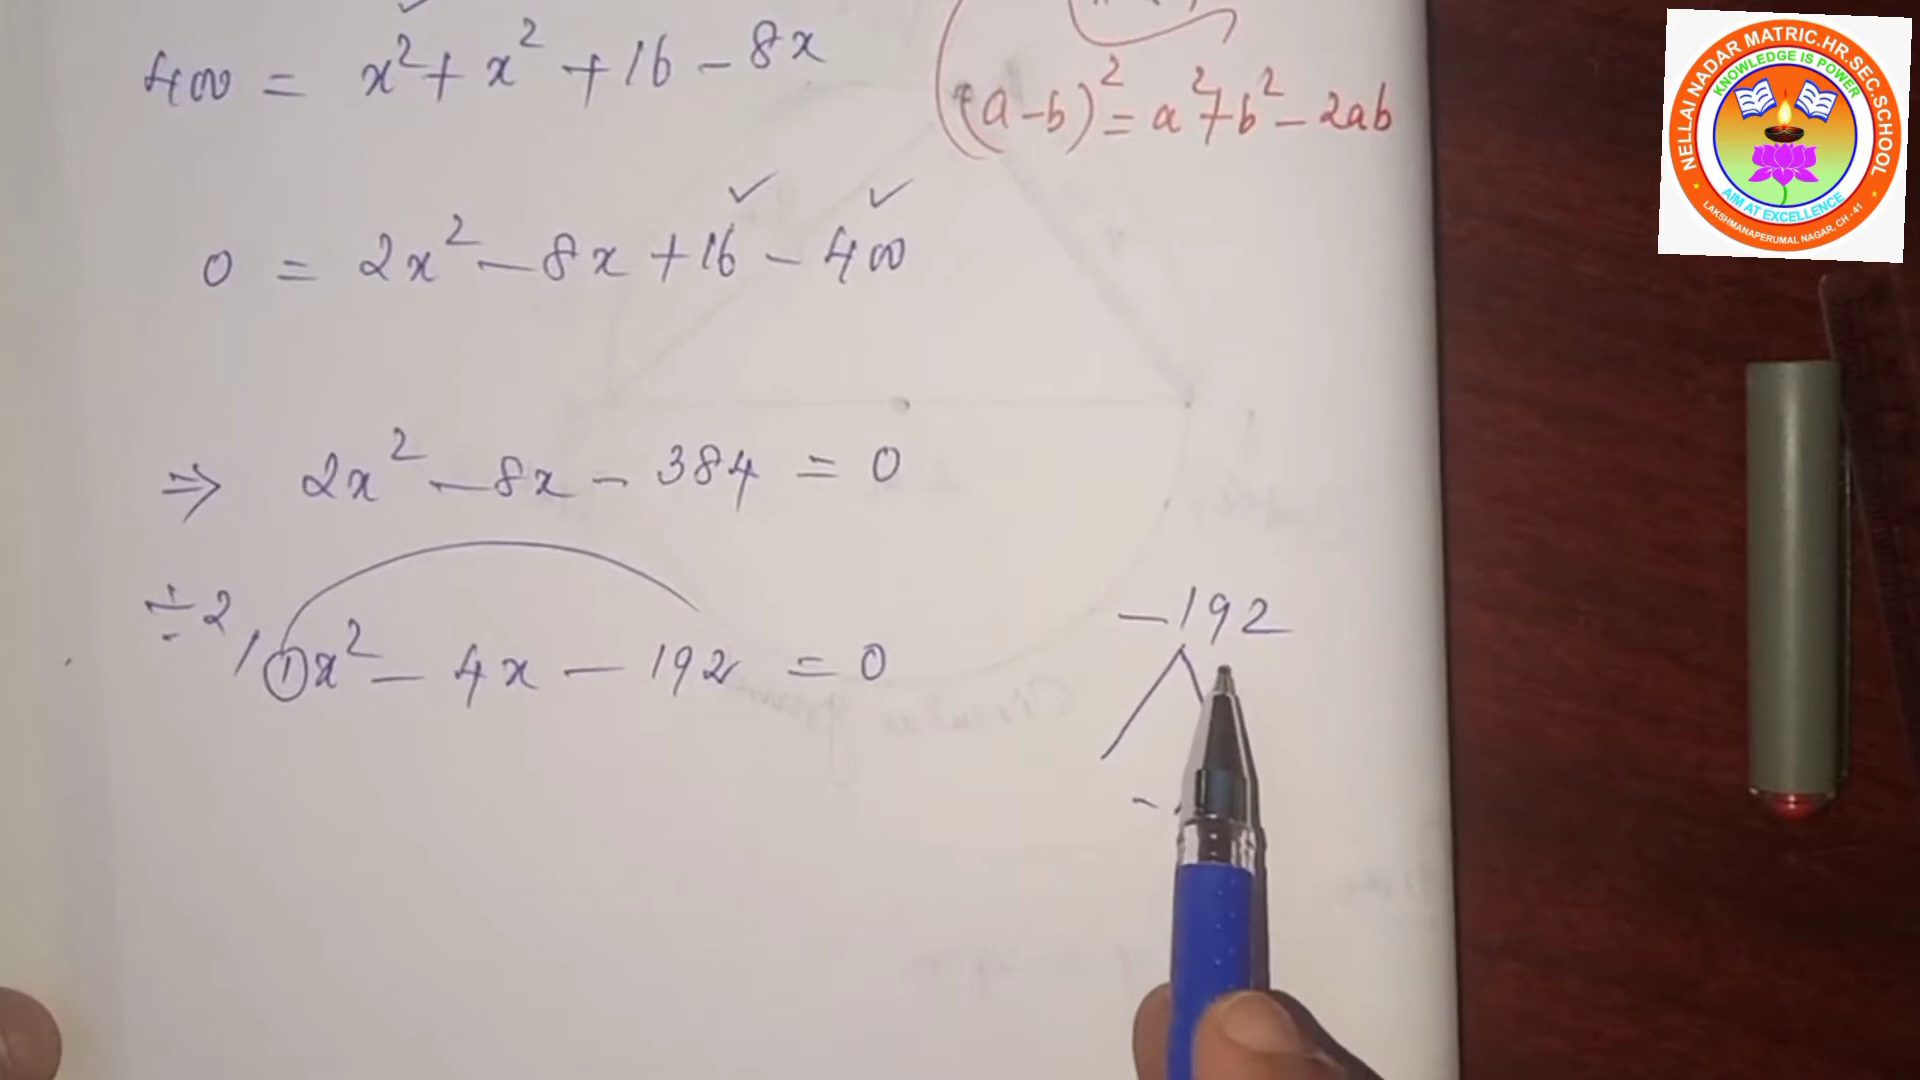 400 = x² + x² + 16 - 8x
(a-b)² = a² + b² - 2ab
0 = 2x² - 8x + 16 - 400
⇒ 2x² - 8x - 384 = 0
÷2
1x² - 4x - 192 = 0
-192
NELLAI NADAR MATRIC.HR.SEC.SCHOOL
KNOWLEDGE IS POWER
AIM AT EXCELLENCE
LAKSHMANAPERUMAL NAGAR, CH - 41